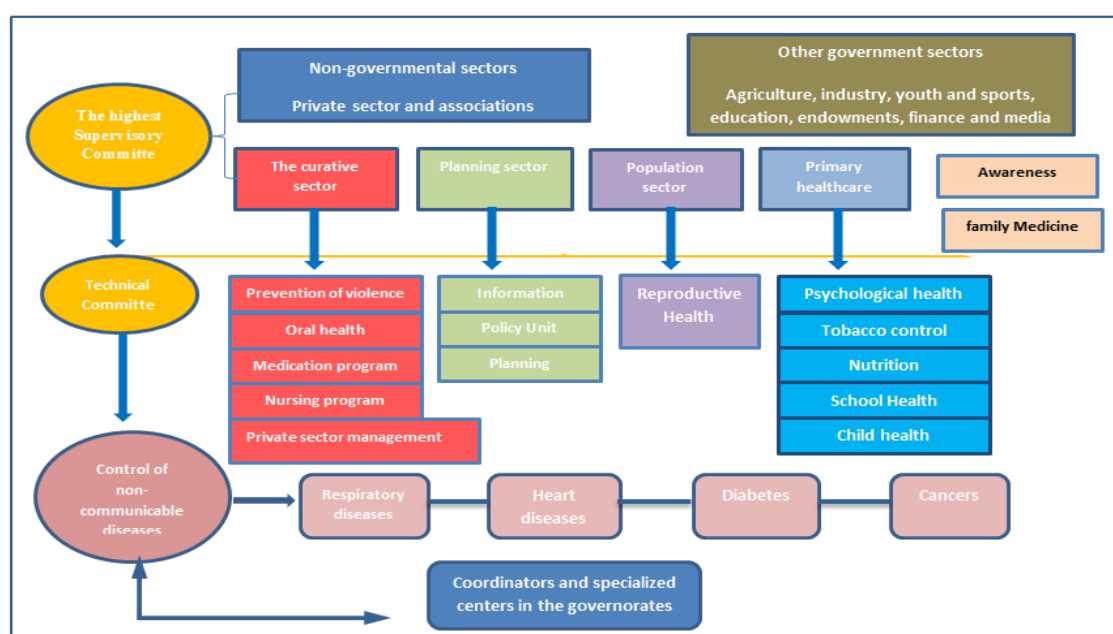 Non-governmental sectors
Private sector and associations
Other government sectors
Agriculture, industry, youth and sports,
education, endowments, finance and media
The highest
Supervisory
Committe
The curative
sector
Planning sector
Population
sector
Primary
healthcare
Awareness
family Medicine
Technical
Committe
Prevention of violence
Oral health
Medication program
Nursing program
Private sector management
Information
Policy Unit
Planning
Reproductive
Health
Psychological health
Tobacco control
Nutrition
School Health
Child health
Control of
non-
communicable
diseases
Respiratory
diseases
Heart
diseases
Diabetes
Cancers
Coordinators and specialized
centers in the governorates